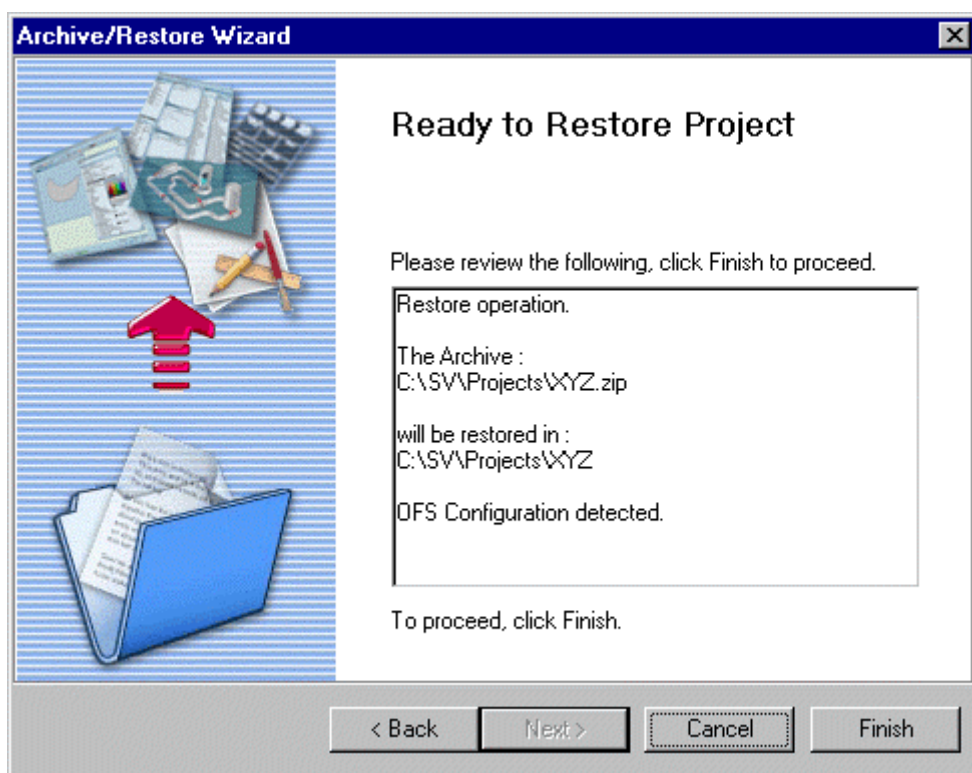 Archive/Restore Wizard
Ready to Restore Project
Please review the following, click Finish to proceed.
Restore operation.
The Archive :
C:\SV\Projects\XYZ.zip
will be restored in :
C:\SV\Projects\XYZ
OFS Configuration detected.
To proceed, click Finish.
< Back
Next >
Cancel
Finish